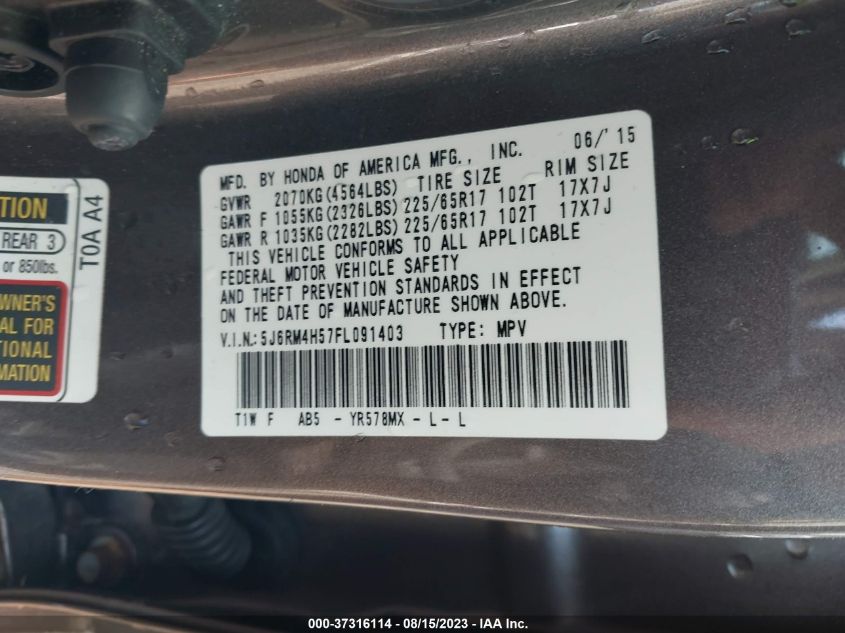 MFD. BY HONDA OF AMERICA MFG., INC. 06/'15
GVWR 2070KG(4564LBS) TIRE SIZE RIM SIZE
GAWR F 1055KG(2326LBS)225/65R17 102T 17X7J
GAWR R 1035KG(2282LBS)225/65R17 102T 17X7J
THIS VEHICLE CONFORMS TO ALL APPLICABLE
FEDERAL MOTOR VEHICLE SAFETY
AND THEFT PREVENTION STANDARDS IN EFFECT
ON THE DATE OF MANUFACTURE SHOWN ABOVE.
V.I.N.:5J6RM4H57FL091403 TYPE: MPV
T1W F AB5 - YR578MX - L - L
TION
REAR 3
or 850lbs.
WNER'S
AL FOR
TIONAL
MATION
T0A A4
000-37316114 - 08/15/2023 - IAA Inc.